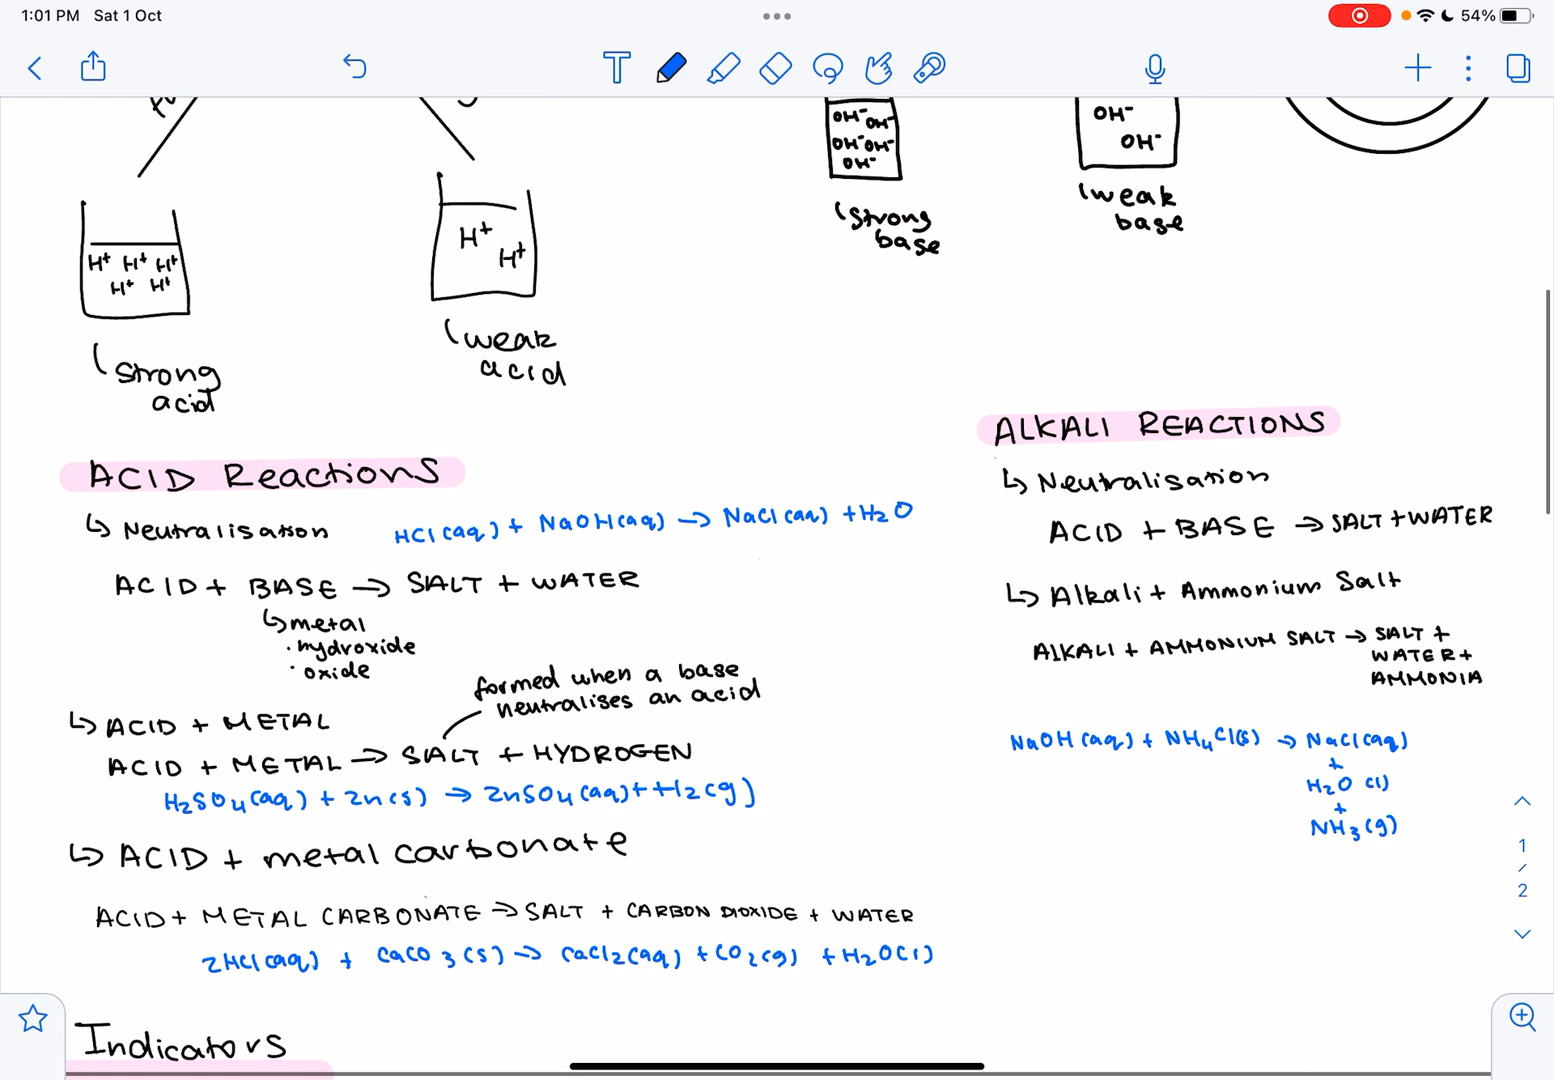 1:01 PM Sat 1 Oct
54%
OH⁻ OH⁻
OH⁻ OH⁻
OH⁻
strong
base
OH⁻
OH⁻
weak
base
H⁺ H⁺ H⁺
H⁺ H⁺
strong
acid
H⁺
H⁺
weak
acid
ACID Reactions
↳ Neutralisation
HCl(aq) + NaOH(aq) → NaCl(aq) + H₂O
ACID + BASE → SALT + WATER
↳ metal
· hydroxide
· oxide
formed when a base
neutralises an acid
↳ ACID + METAL
ACID + METAL → SALT + HYDROGEN
H₂SO₄(aq) + Zn(s) → ZnSO₄(aq) + H₂(g)
↳ ACID + metal carbonate
ACID + METAL CARBONATE → SALT + CARBON DIOXIDE + WATER
2HCl(aq) + CaCO₃(s) → CaCl₂(aq) + CO₂(g) + H₂O(l)
Indicators
ALKALI REACTIONS
↳ Neutralisation
ACID + BASE → SALT + WATER
↳ Alkali + Ammonium Salt
ALKALI + AMMONIUM SALT → SALT +
WATER +
AMMONIA
NaOH(aq) + NH₄Cl(s) → NaCl(aq)
+
H₂O (l)
+
NH₃(g)
1
/
2